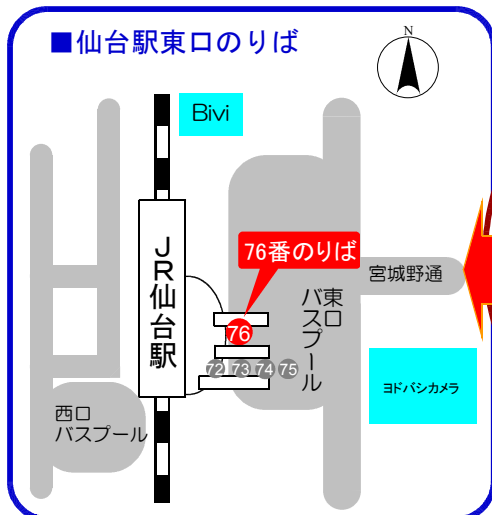 ■仙台駅東口のりば
N
Bivi
JR仙台駅
76番のりば
76
72 73 74 75
東口
バスプール
宮城野通
ヨドバシカメラ
西口
バスプール